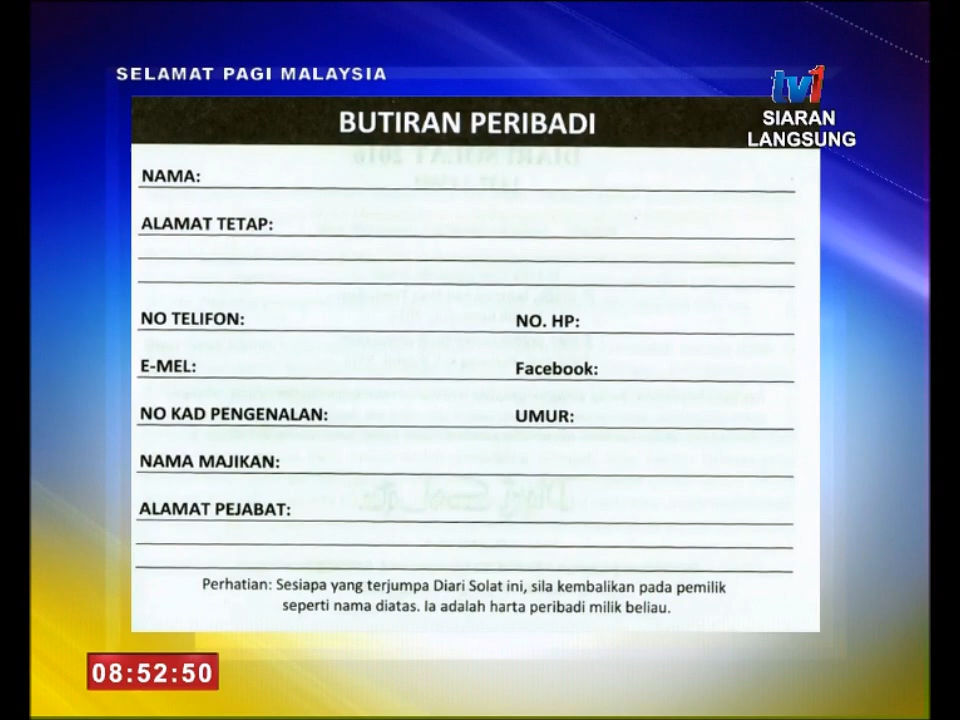 SELAMAT PAGI MALAYSIA
tv1
SIARAN
LANGSUNG
BUTIRAN PERIBADI
NAMA:
ALAMAT TETAP:
NO TELIFON: NO. HP:
E-MEL: Facebook:
NO KAD PENGENALAN: UMUR:
NAMA MAJIKAN:
ALAMAT PEJABAT:
Perhatian: Sesiapa yang terjumpa Diari Solat ini, sila kembalikan pada pemilik
seperti nama diatas. Ia adalah harta peribadi milik beliau.
08:52:50